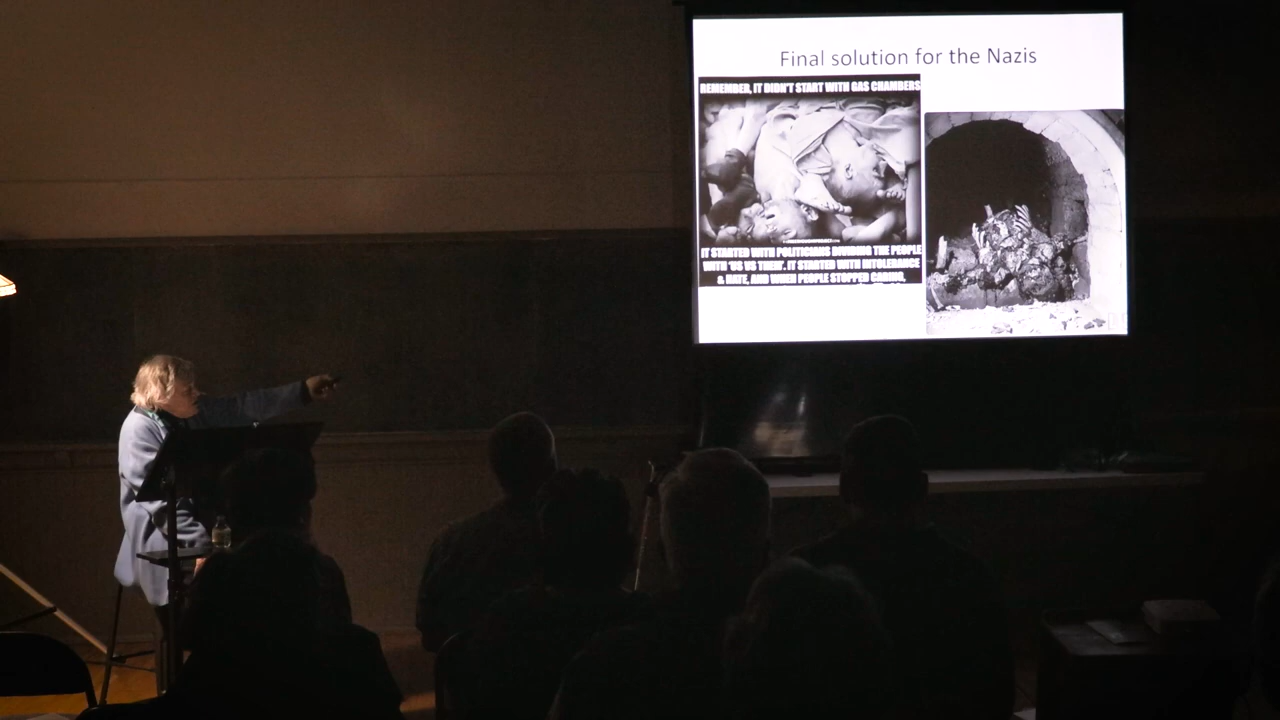 Final solution for the Nazis
REMEMBER, IT DIDN'T START WITH GAS CHAMBERS
IT STARTED WITH POLITICIANS DIVIDING THE PEOPLE
WITH 'US VS THEM'. IT STARTED WITH INTOLERANCE
& HATE, AND WHEN PEOPLE STOPPED CARING.